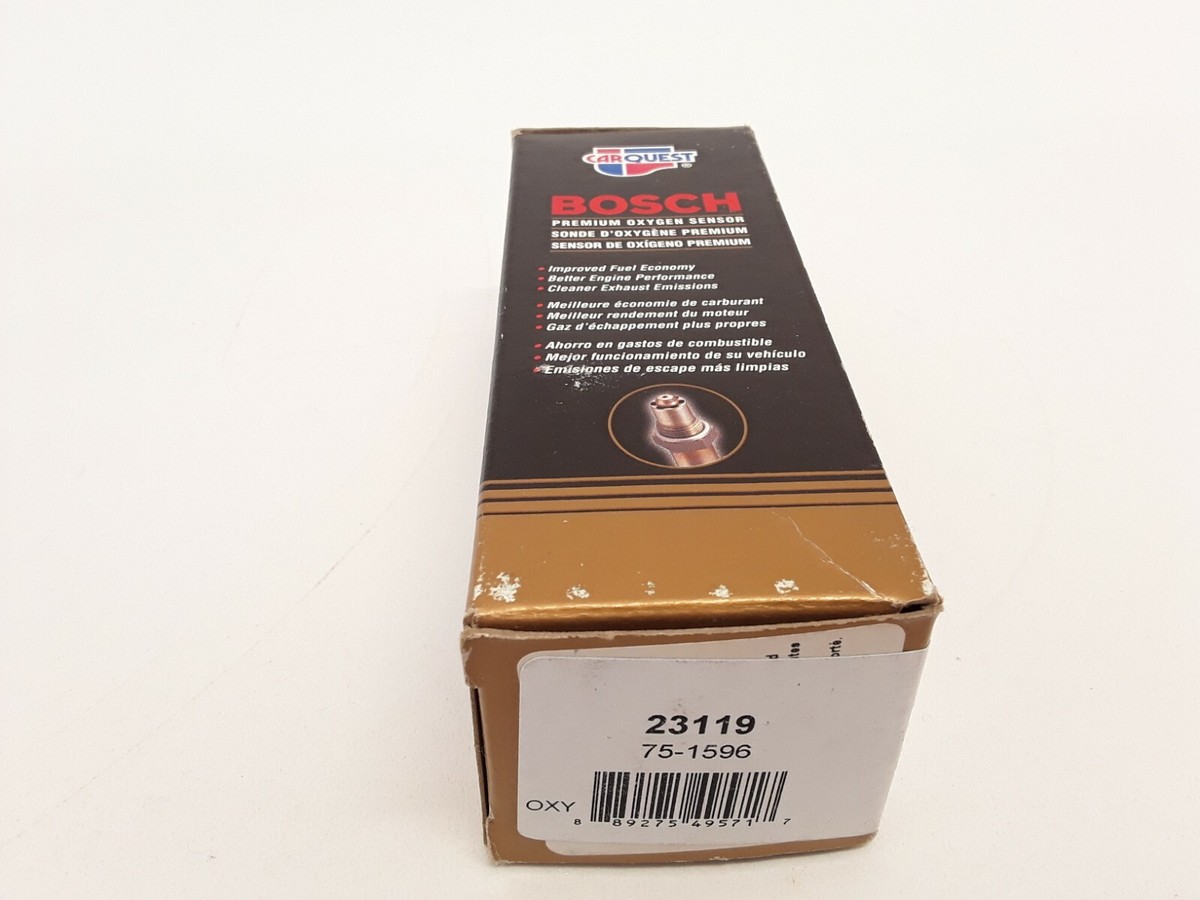 CARQUEST®
BOSCH
PREMIUM OXYGEN SENSOR
SONDE D'OXYGÈNE PREMIUM
SENSOR DE OXÍGENO PREMIUM
• Improved Fuel Economy
• Better Engine Performance
• Cleaner Exhaust Emissions
• Meilleure économie de carburant
• Meilleur rendement du moteur
• Gaz d'échappement plus propres
• Ahorro en gastos de combustible
• Mejor funcionamiento de su vehículo
• Emisiones de escape más limpias
23119
75-1596
OXY
8 89275 49571 7